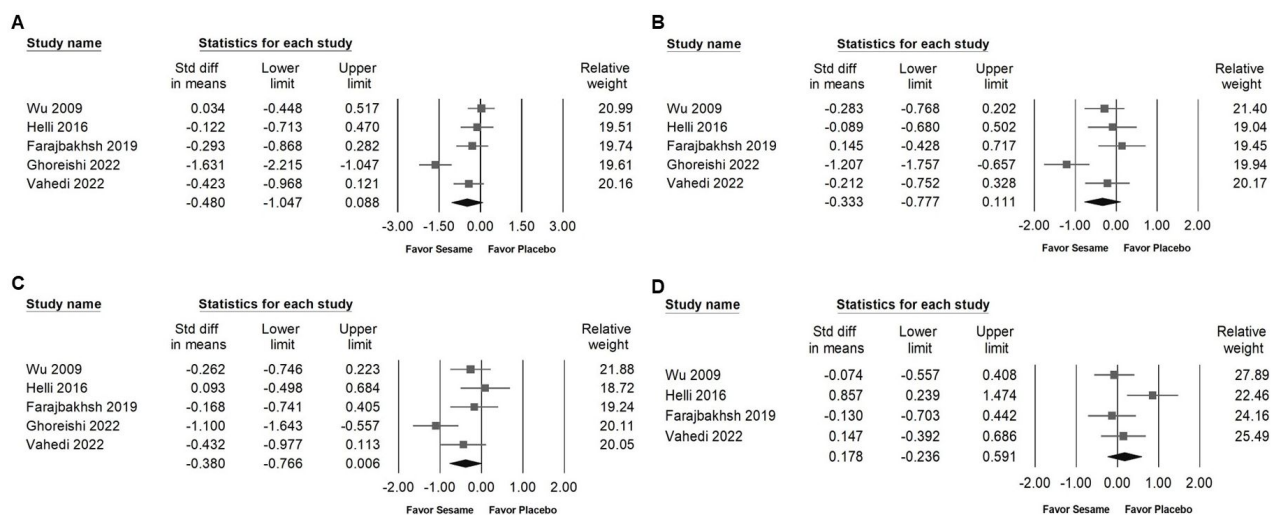 A
Study name Statistics for each study
Std diff in means Lower limit Upper limit Relative weight
Wu 2009 0.034 -0.448 0.517 20.99
Helli 2016 -0.122 -0.713 0.470 19.51
Farajbakhsh 2019 -0.293 -0.868 0.282 19.74
Ghoreishi 2022 -1.631 -2.215 -1.047 19.61
Vahedi 2022 -0.423 -0.968 0.121 20.16
-0.480 -1.047 0.088
-3.00 -1.50 0.00 1.50 3.00
Favor Sesame Favor Placebo
B
Study name Statistics for each study
Std diff in means Lower limit Upper limit Relative weight
Wu 2009 -0.283 -0.768 0.202 21.40
Helli 2016 -0.089 -0.680 0.502 19.04
Farajbakhsh 2019 0.145 -0.428 0.717 19.45
Ghoreishi 2022 -1.207 -1.757 -0.657 19.94
Vahedi 2022 -0.212 -0.752 0.328 20.17
-0.333 -0.777 0.111
-2.00 -1.00 0.00 1.00 2.00
Favor Sesame Favor Placebo
C
Study name Statistics for each study
Std diff in means Lower limit Upper limit Relative weight
Wu 2009 -0.262 -0.746 0.223 21.88
Helli 2016 0.093 -0.498 0.684 18.72
Farajbakhsh 2019 -0.168 -0.741 0.405 19.24
Ghoreishi 2022 -1.100 -1.643 -0.557 20.11
Vahedi 2022 -0.432 -0.977 0.113 20.05
-0.380 -0.766 0.006
-2.00 -1.00 0.00 1.00 2.00
Favor Sesame Favor Placebo
D
Study name Statistics for each study
Std diff in means Lower limit Upper limit Relative weight
Wu 2009 -0.074 -0.557 0.408 27.89
Helli 2016 0.857 0.239 1.474 22.46
Farajbakhsh 2019 -0.130 -0.703 0.442 24.16
Vahedi 2022 0.147 -0.392 0.686 25.49
0.178 -0.236 0.591
-2.00 -1.00 0.00 1.00 2.00
Favor Sesame Favor Placebo